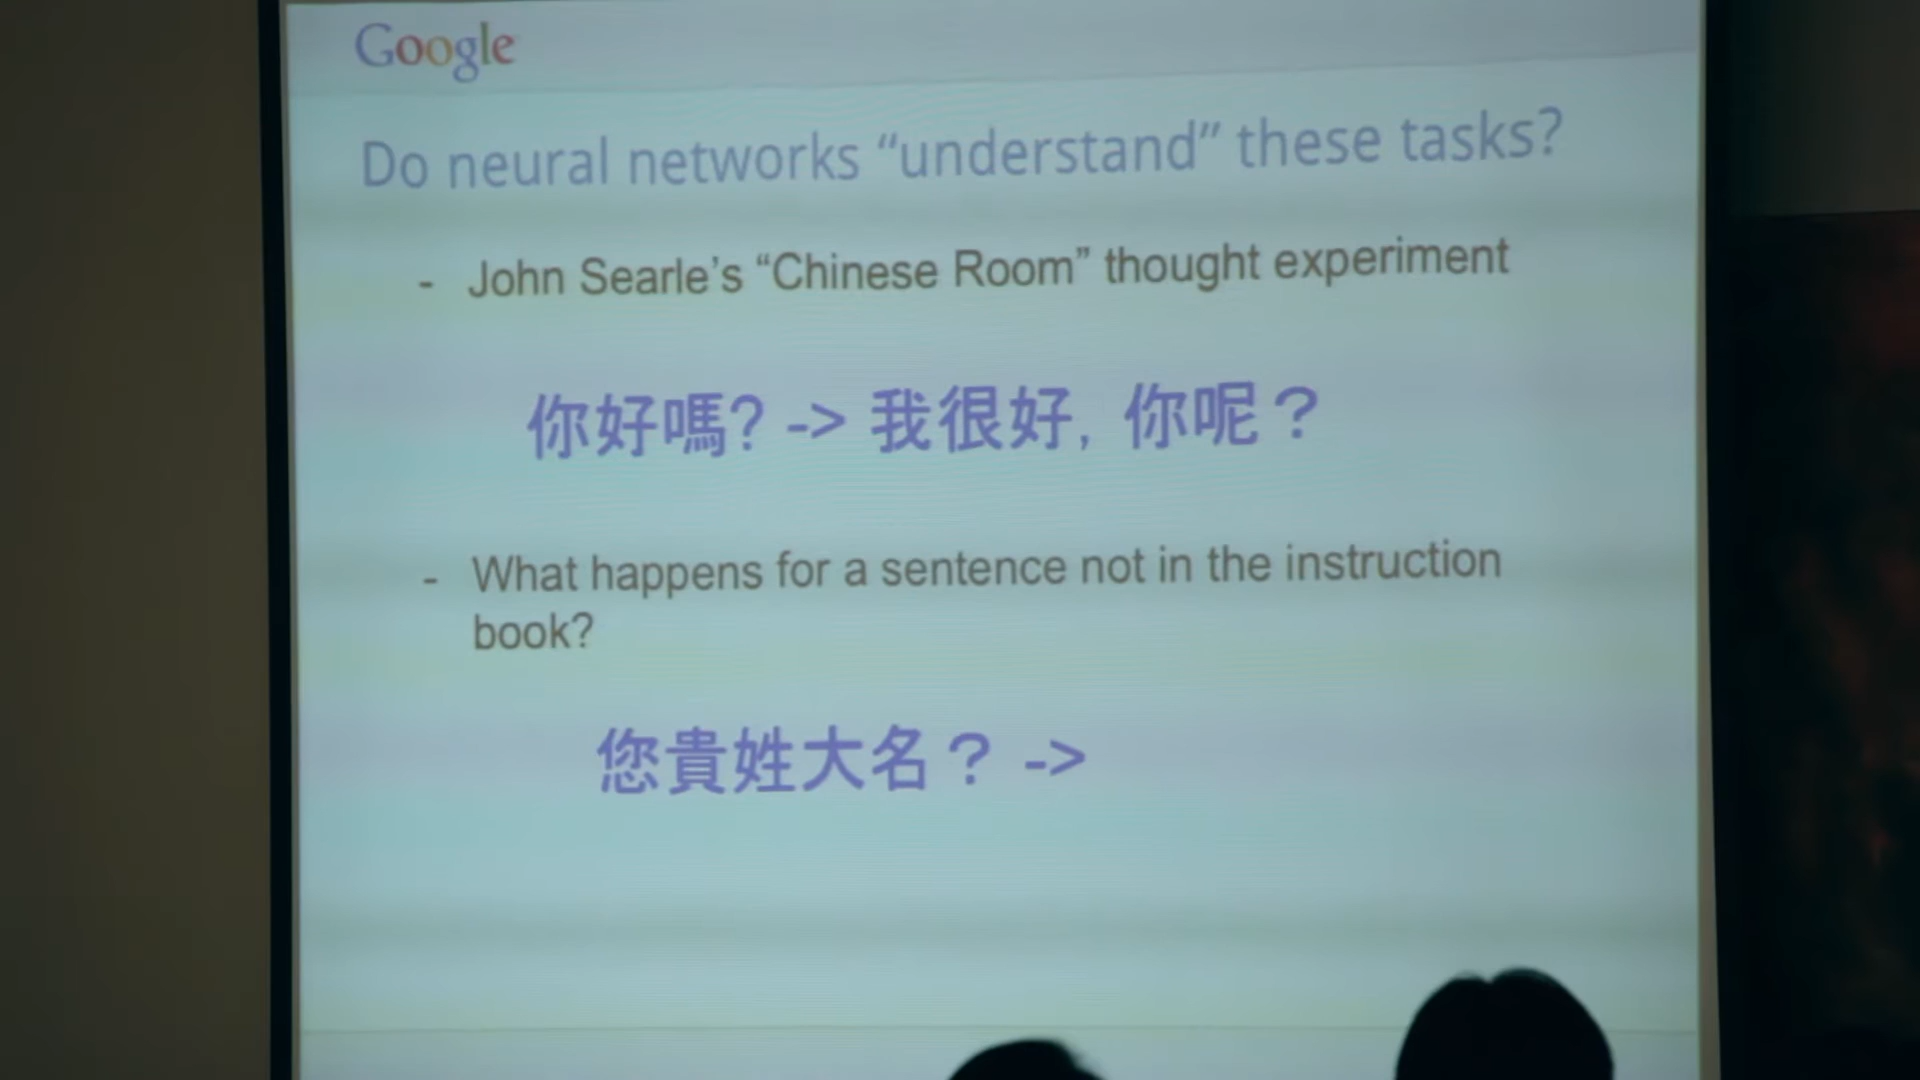 Google
Do neural networks “understand” these tasks?
- John Searle’s “Chinese Room” thought experiment
你好嗎? -> 我很好, 你呢？
- What happens for a sentence not in the instruction
book?
您貴姓大名？ ->